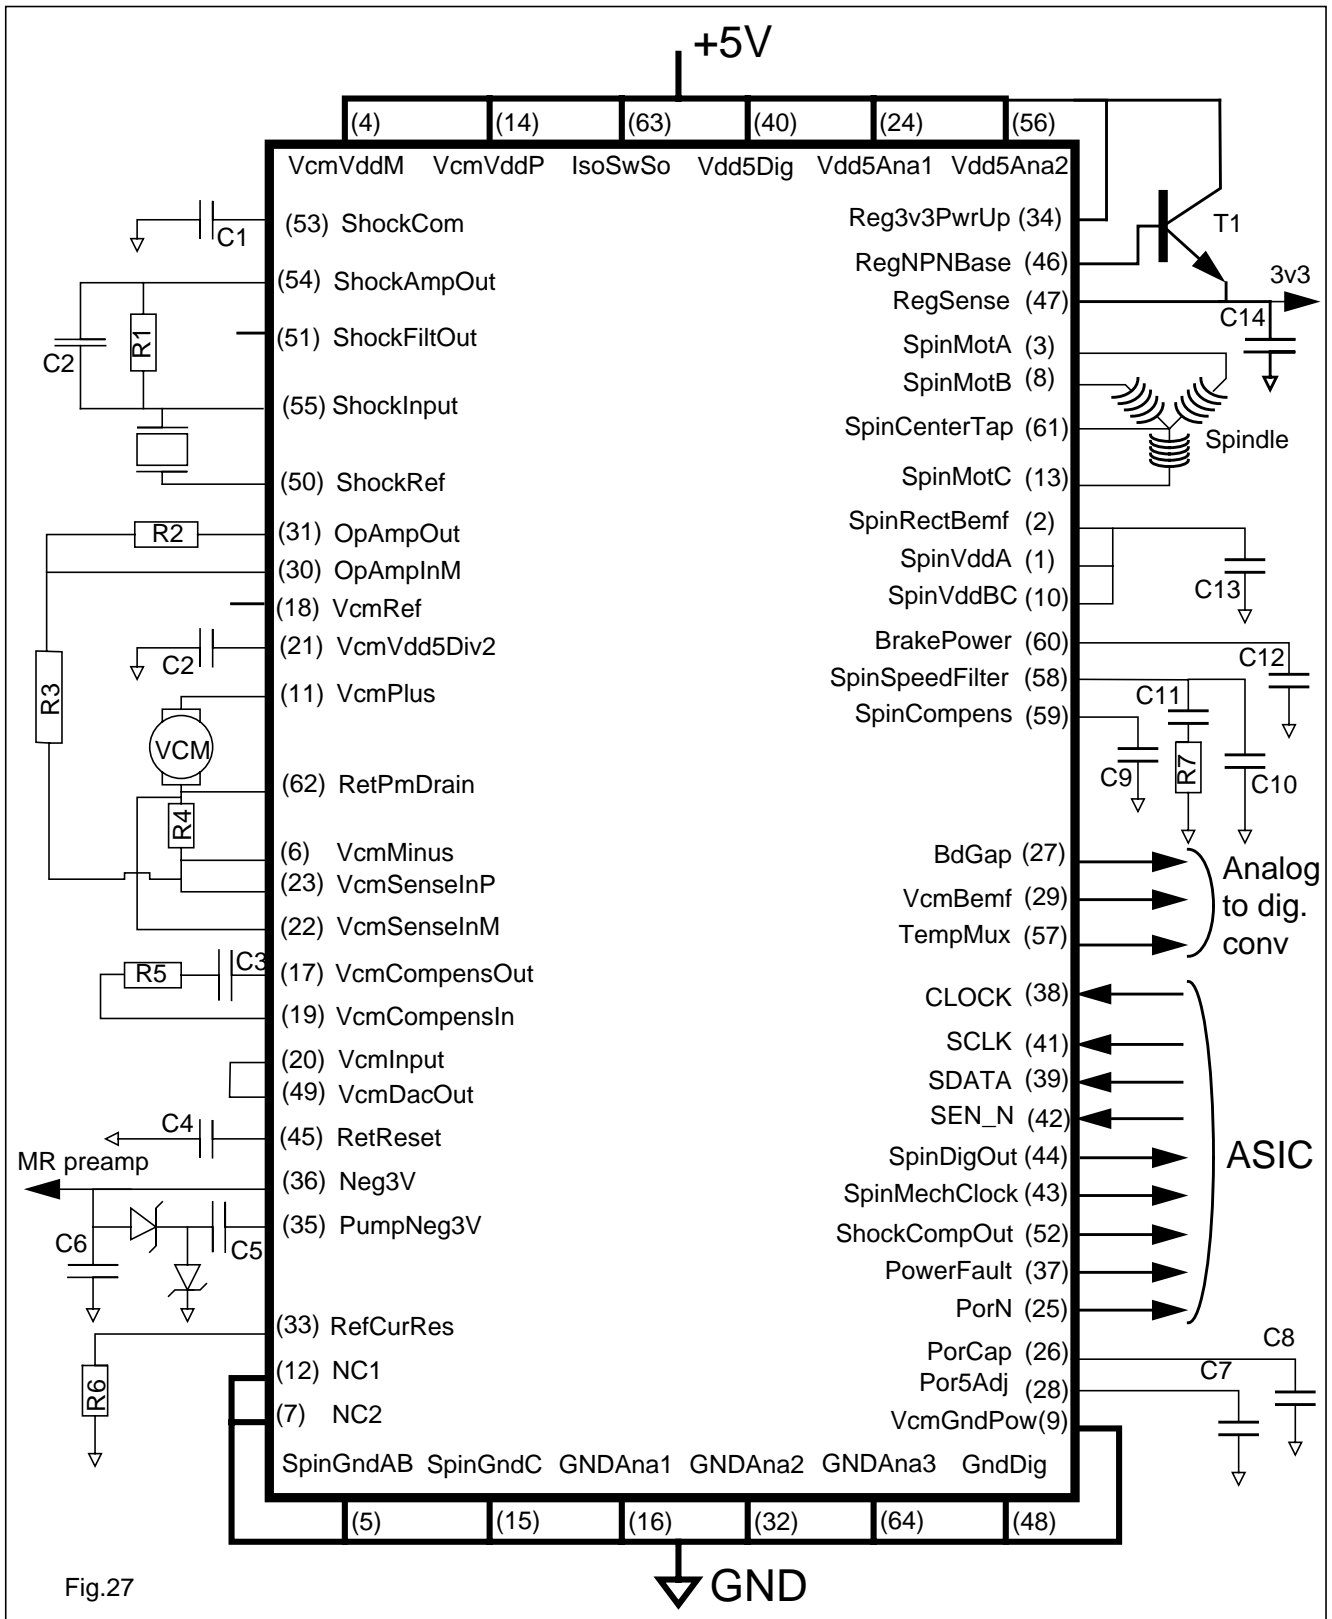 +5V
(4) (14) (63) (40) (24) (56)
VcmVddM VcmVddP IsoSwSo Vdd5Dig Vdd5Ana1 Vdd5Ana2
C1
(53) ShockCom
(54) ShockAmpOut
C2
R1
(51) ShockFiltOut
(55) ShockInput
(50) ShockRef
R2
(31) OpAmpOut
(30) OpAmpInM
(18) VcmRef
C2
(21) VcmVdd5Div2
R3
(11) VcmPlus
VCM
(62) RetPmDrain
R4
(6) VcmMinus
(23) VcmSenseInP
(22) VcmSenseInM
R5
C3
(17) VcmCompensOut
(19) VcmCompensIn
(20) VcmInput
(49) VcmDacOut
C4
(45) RetReset
MR preamp
(36) Neg3V
(35) PumpNeg3V
C6
C5
(33) RefCurRes
R6
(12) NC1
(7) NC2
Reg3v3PwrUp (34)
T1
RegNPNBase (46)
RegSense (47)
3v3
C14
SpinMotA (3)
SpinMotB (8)
SpinCenterTap (61)
Spindle
SpinMotC (13)
SpinRectBemf (2)
SpinVddA (1)
SpinVddBC (10)
C13
BrakePower (60)
C12
SpinSpeedFilter (58)
C11
SpinCompens (59)
C9
R7
C10
BdGap (27)
VcmBemf (29)
TempMux (57)
Analog
to dig.
conv
CLOCK (38)
SCLK (41)
SDATA (39)
SEN_N (42)
SpinDigOut (44)
SpinMechClock (43)
ShockCompOut (52)
PowerFault (37)
PorN (25)
ASIC
PorCap (26)
C8
Por5Adj (28)
C7
VcmGndPow(9)
SpinGndAB SpinGndC GNDAna1 GNDAna2 GNDAna3 GndDig
(5) (15) (16) (32) (64) (48)
GND
Fig.27